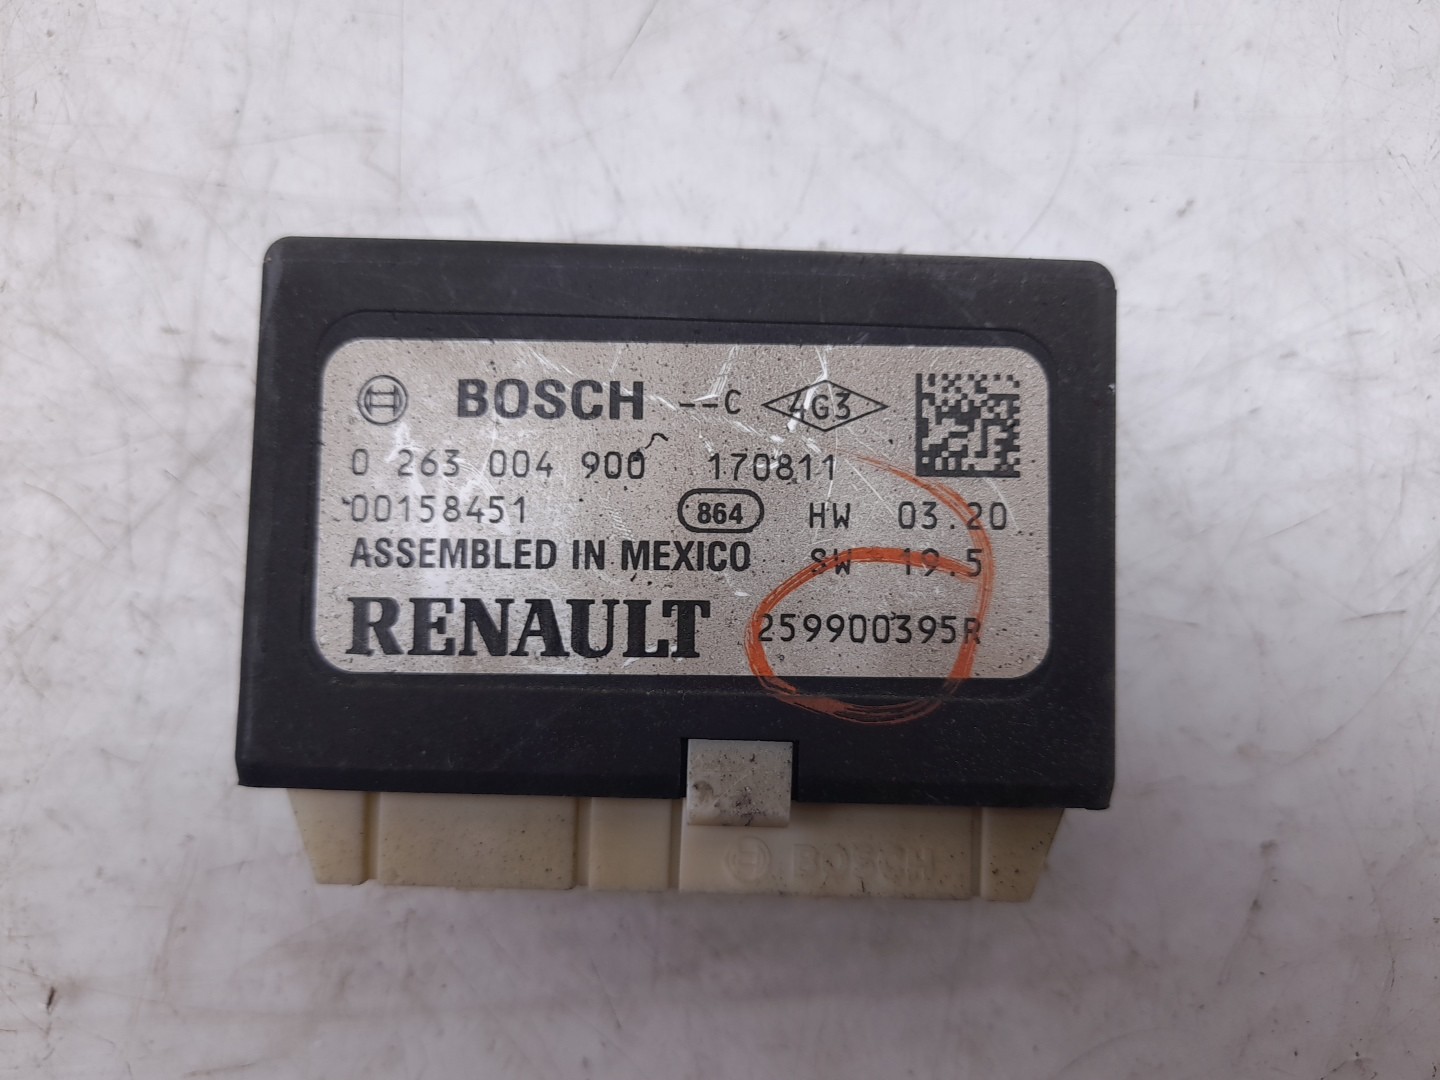 BOSCH --C 4G3
0 263 004 900 170811
00158451 864 HW 03.20
ASSEMBLED IN MEXICO SW 19.5
RENAULT 259900395R
BOSCH